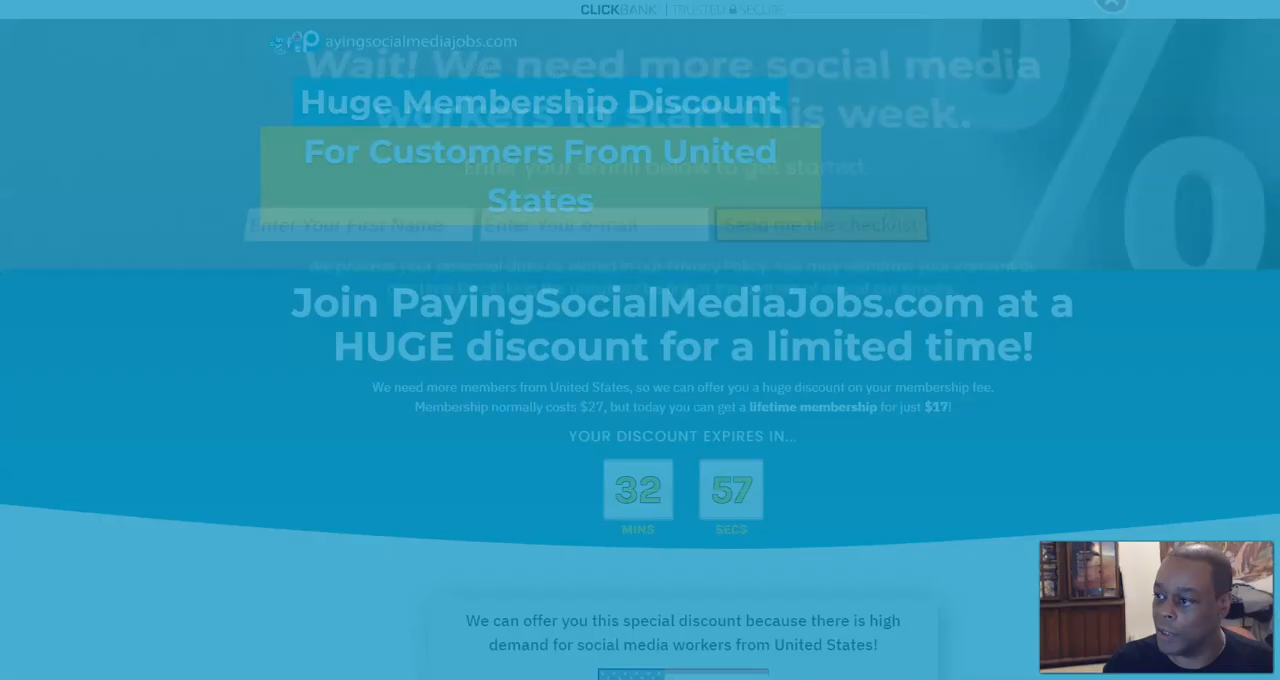 CLICKBANK | TRUSTED SECURE
ayingsocialmediajobs.com
Wait! We need more social media
workers to start this week.
Huge Membership Discount
For Customers From United
States
Enter your email below to get started.
Enter Your First Name
Enter Your e-mail
Send me the checklist!
Join PayingSocialMediaJobs.com at a
HUGE discount for a limited time!
We need more members from United States, so we can offer you a huge discount on your membership fee.
Membership normally costs $27, but today you can get a lifetime membership for just $17!
YOUR DISCOUNT EXPIRES IN...
32 57
MINS SECS
We can offer you this special discount because there is high
demand for social media workers from United States!